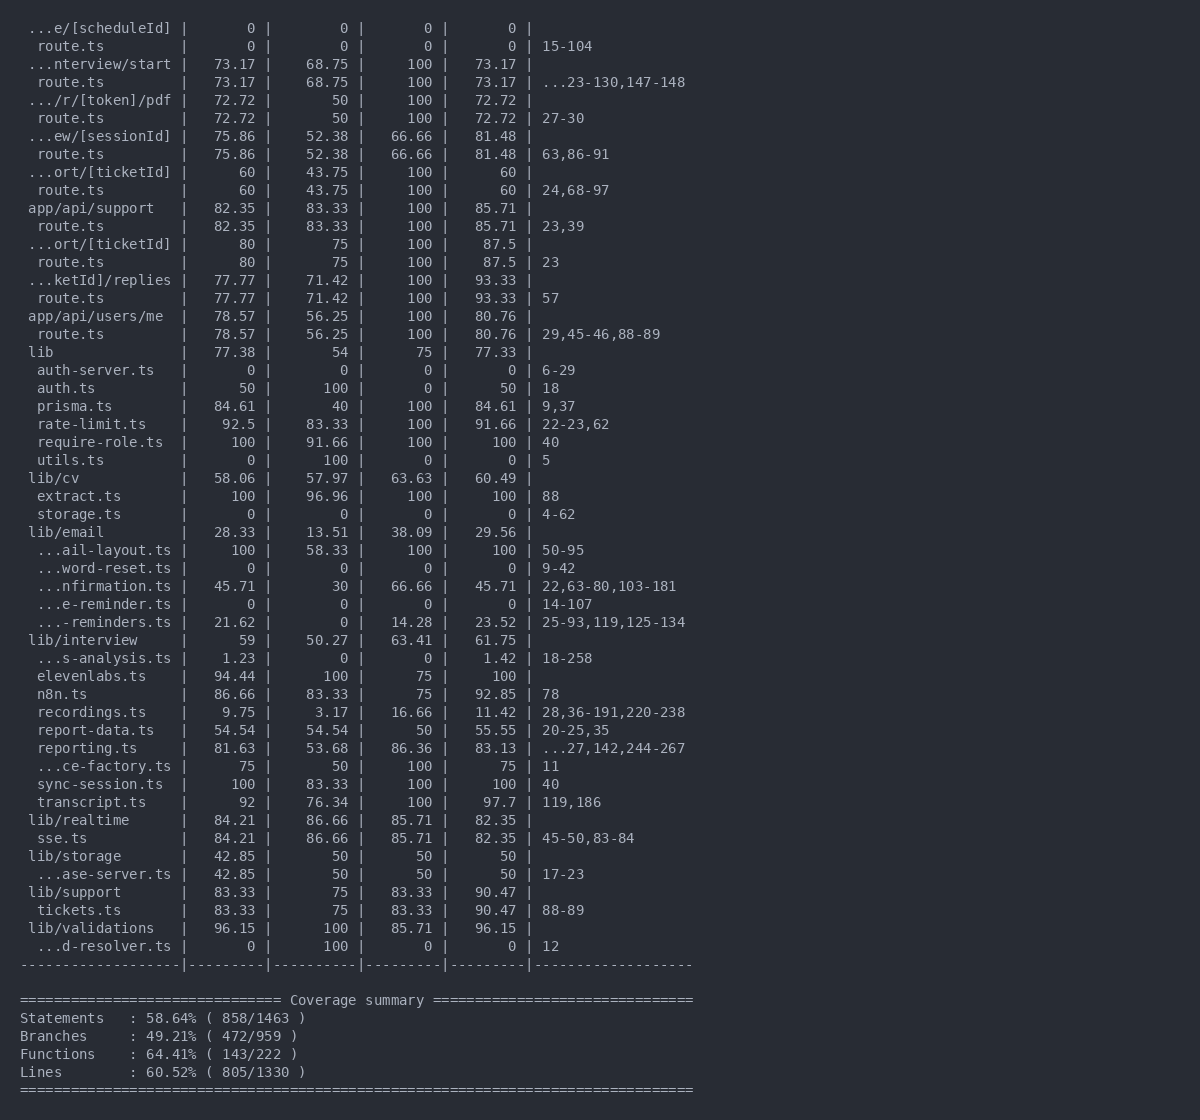 ...e/[scheduleId] |       0 |        0 |       0 |       0 |
  route.ts         |       0 |        0 |       0 |       0 | 15-104
 ...nterview/start |   73.17 |    68.75 |     100 |   73.17 |
  route.ts         |   73.17 |    68.75 |     100 |   73.17 | ...23-130,147-148
 .../r/[token]/pdf |   72.72 |       50 |     100 |   72.72 |
  route.ts         |   72.72 |       50 |     100 |   72.72 | 27-30
 ...ew/[sessionId] |   75.86 |    52.38 |   66.66 |   81.48 |
  route.ts         |   75.86 |    52.38 |   66.66 |   81.48 | 63,86-91
 ...ort/[ticketId] |      60 |    43.75 |     100 |      60 |
  route.ts         |      60 |    43.75 |     100 |      60 | 24,68-97
 app/api/support   |   82.35 |    83.33 |     100 |   85.71 |
  route.ts         |   82.35 |    83.33 |     100 |   85.71 | 23,39
 ...ort/[ticketId] |      80 |       75 |     100 |    87.5 |
  route.ts         |      80 |       75 |     100 |    87.5 | 23
 ...ketId]/replies |   77.77 |    71.42 |     100 |   93.33 |
  route.ts         |   77.77 |    71.42 |     100 |   93.33 | 57
 app/api/users/me  |   78.57 |    56.25 |     100 |   80.76 |
  route.ts         |   78.57 |    56.25 |     100 |   80.76 | 29,45-46,88-89
 lib               |   77.38 |       54 |      75 |   77.33 |
  auth-server.ts   |       0 |        0 |       0 |       0 | 6-29
  auth.ts          |      50 |      100 |       0 |      50 | 18
  prisma.ts        |   84.61 |       40 |     100 |   84.61 | 9,37
  rate-limit.ts    |    92.5 |    83.33 |     100 |   91.66 | 22-23,62
  require-role.ts  |     100 |    91.66 |     100 |     100 | 40
  utils.ts         |       0 |      100 |       0 |       0 | 5
 lib/cv            |   58.06 |    57.97 |   63.63 |   60.49 |
  extract.ts       |     100 |    96.96 |     100 |     100 | 88
  storage.ts       |       0 |        0 |       0 |       0 | 4-62
 lib/email         |   28.33 |    13.51 |   38.09 |   29.56 |
  ...ail-layout.ts |     100 |    58.33 |     100 |     100 | 50-95
  ...word-reset.ts |       0 |        0 |       0 |       0 | 9-42
  ...nfirmation.ts |   45.71 |       30 |   66.66 |   45.71 | 22,63-80,103-181
  ...e-reminder.ts |       0 |        0 |       0 |       0 | 14-107
  ...-reminders.ts |   21.62 |        0 |   14.28 |   23.52 | 25-93,119,125-134
 lib/interview     |      59 |    50.27 |   63.41 |   61.75 |
  ...s-analysis.ts |    1.23 |        0 |       0 |    1.42 | 18-258
  elevenlabs.ts    |   94.44 |      100 |      75 |     100 |
  n8n.ts           |   86.66 |    83.33 |      75 |   92.85 | 78
  recordings.ts    |    9.75 |     3.17 |   16.66 |   11.42 | 28,36-191,220-238
  report-data.ts   |   54.54 |    54.54 |      50 |   55.55 | 20-25,35
  reporting.ts     |   81.63 |    53.68 |   86.36 |   83.13 | ...27,142,244-267
  ...ce-factory.ts |      75 |       50 |     100 |      75 | 11
  sync-session.ts  |     100 |    83.33 |     100 |     100 | 40
  transcript.ts    |      92 |    76.34 |     100 |    97.7 | 119,186
 lib/realtime      |   84.21 |    86.66 |   85.71 |   82.35 |
  sse.ts           |   84.21 |    86.66 |   85.71 |   82.35 | 45-50,83-84
 lib/storage       |   42.85 |       50 |      50 |      50 |
  ...ase-server.ts |   42.85 |       50 |      50 |      50 | 17-23
 lib/support       |   83.33 |       75 |   83.33 |   90.47 |
  tickets.ts       |   83.33 |       75 |   83.33 |   90.47 | 88-89
 lib/validations   |   96.15 |      100 |   85.71 |   96.15 |
  ...d-resolver.ts |       0 |      100 |       0 |       0 | 12
-------------------|---------|----------|---------|---------|-------------------

=============================== Coverage summary ===============================
Statements   : 58.64% ( 858/1463 )
Branches     : 49.21% ( 472/959 )
Functions    : 64.41% ( 143/222 )
Lines        : 60.52% ( 805/1330 )
================================================================================